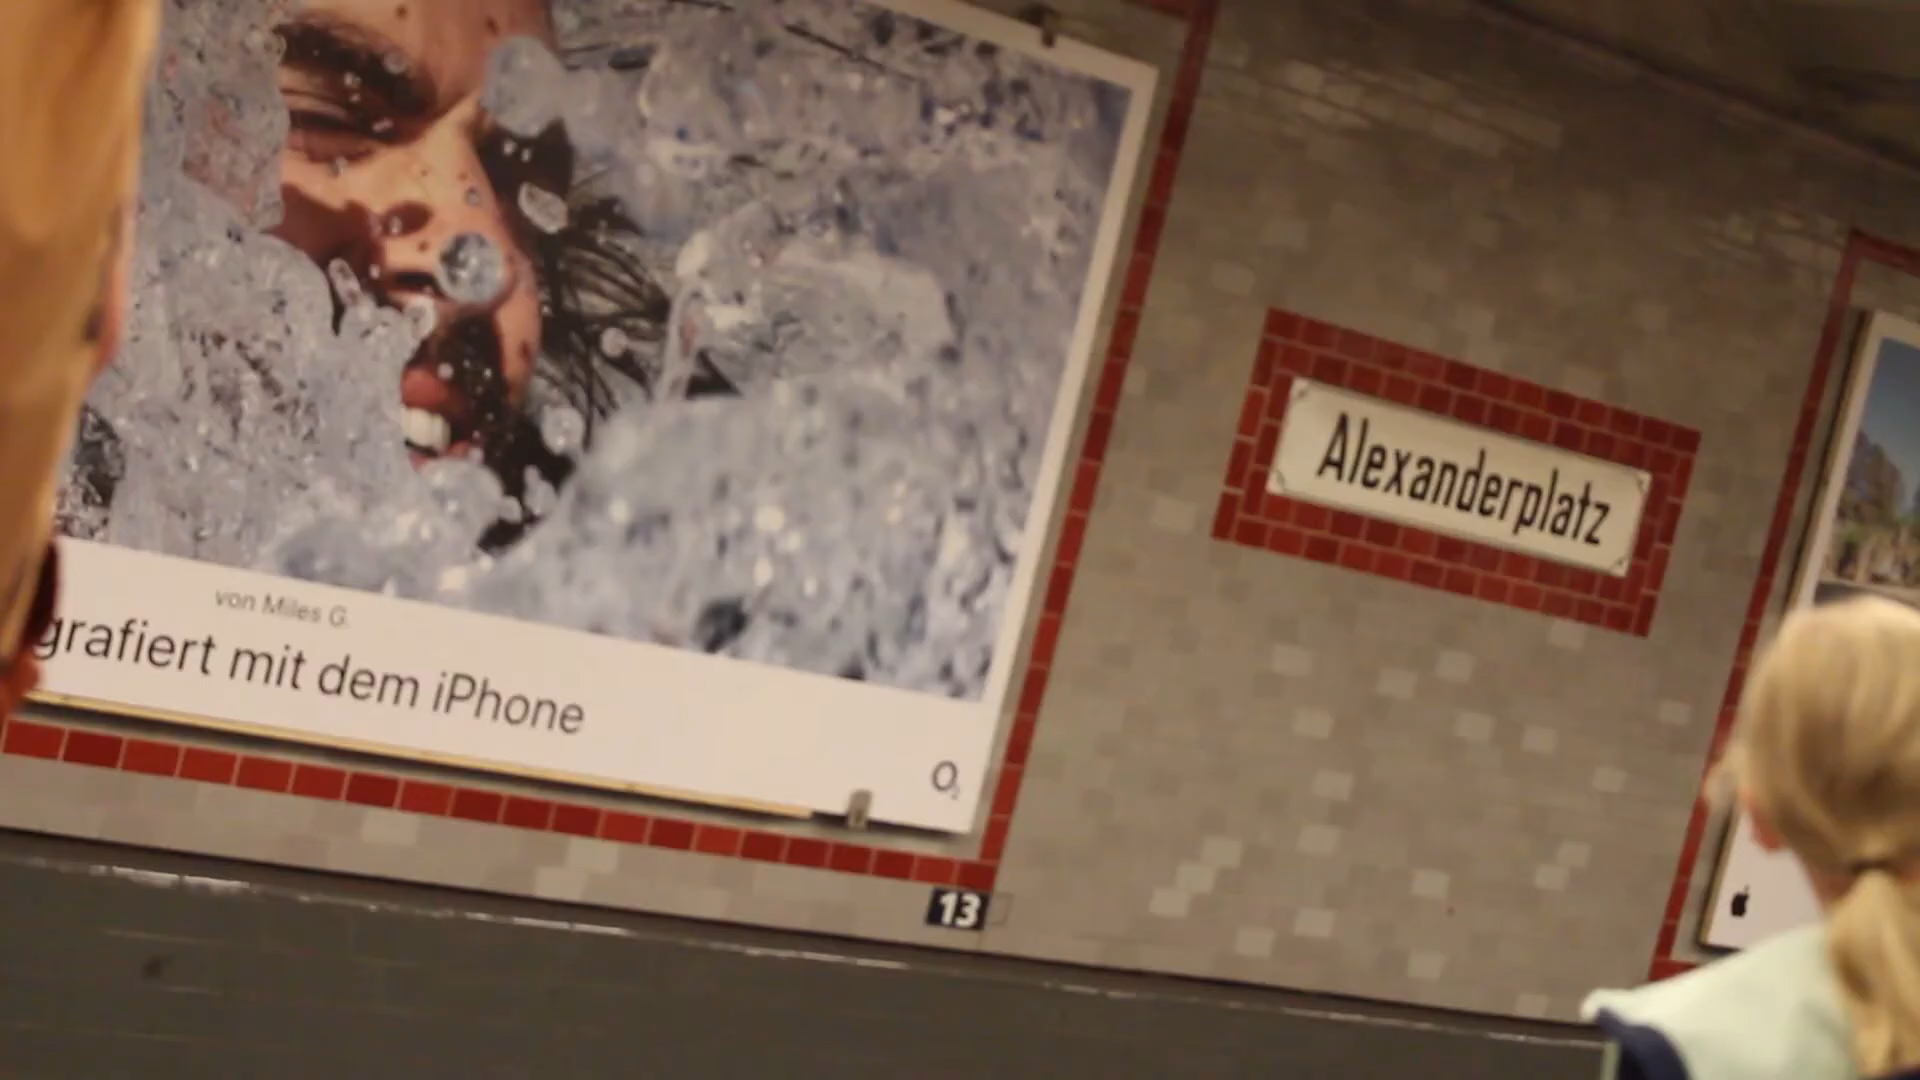 von Miles G.
grafiert mit dem iPhone
O₂
13
Alexanderplatz